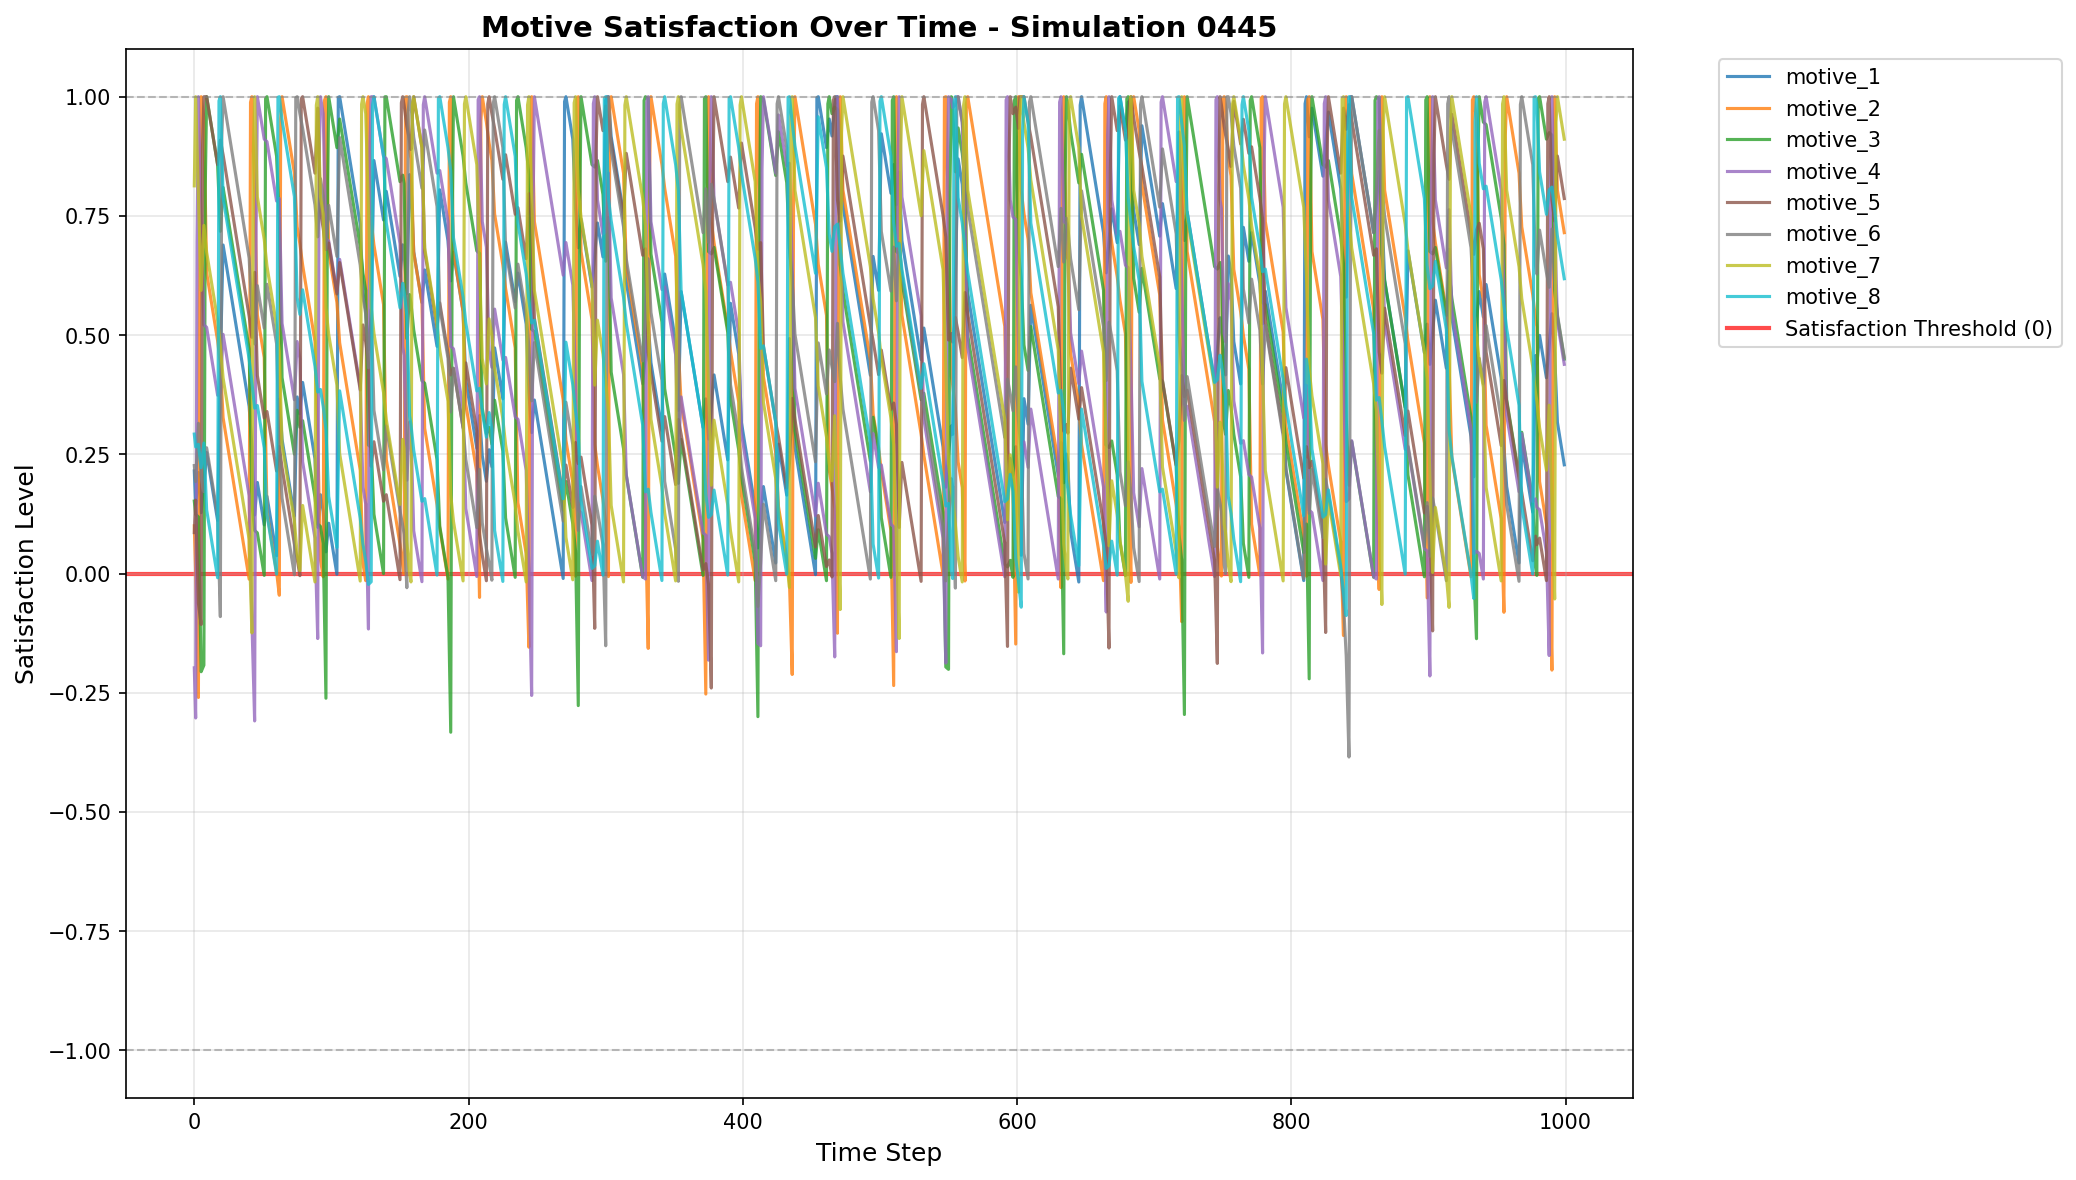 Motive Satisfaction Over Time - Simulation 0445
1.00
0.75
0.50
0.25
0.00
−0.25
−0.50
−0.75
−1.00
Satisfaction Level
0 200 400 600 800 1000
Time Step
motive_1
motive_2
motive_3
motive_4
motive_5
motive_6
motive_7
motive_8
Satisfaction Threshold (0)